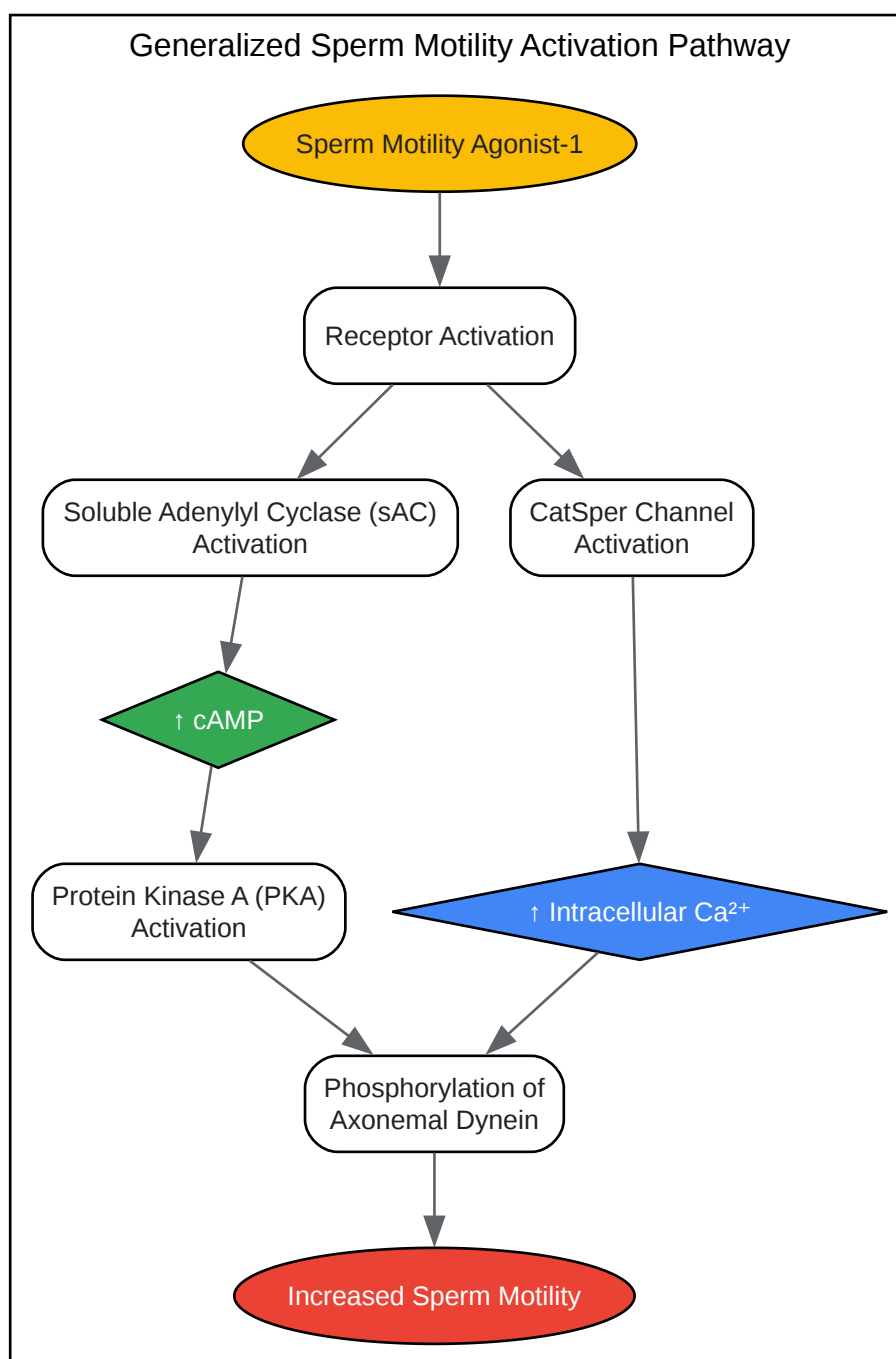 Generalized Sperm Motility Activation Pathway
Sperm Motility Agonist-1
Receptor Activation
Soluble Adenylyl Cyclase (sAC)
Activation
CatSper Channel
Activation
↑ cAMP
Protein Kinase A (PKA)
Activation
↑ Intracellular Ca²⁺
Phosphorylation of
Axonemal Dynein
Increased Sperm Motility